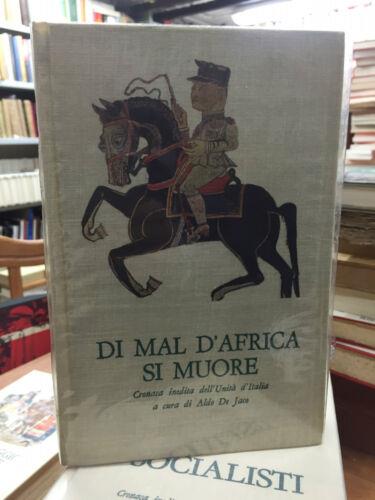 DI MAL D'AFRICA
SI MUORE
Cronaca inedita dell'Unità d'Italia
a cura di Aldo De Jaco
SOCIALISTI